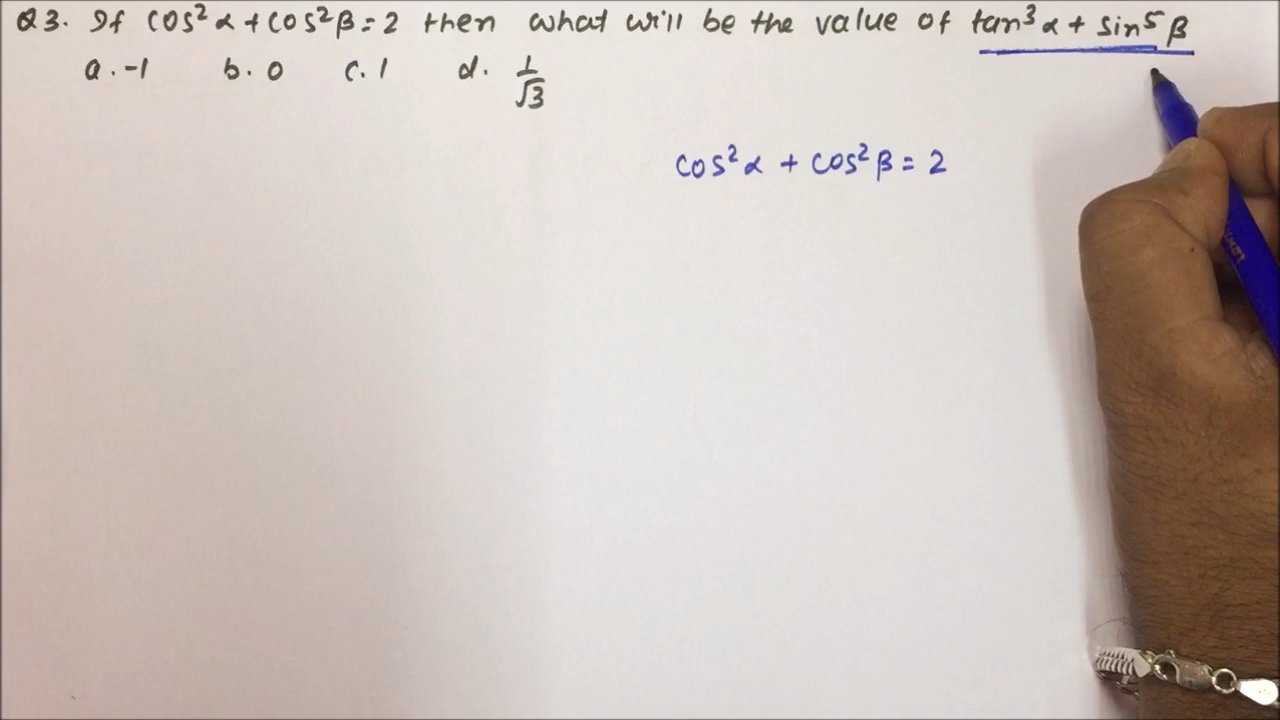 Q3. If cos²α + cos²β = 2 then what will be the value of tan³α + sin⁵β
a. -1 b. 0 c. 1 d. 1/√3
cos²α + cos²β = 2